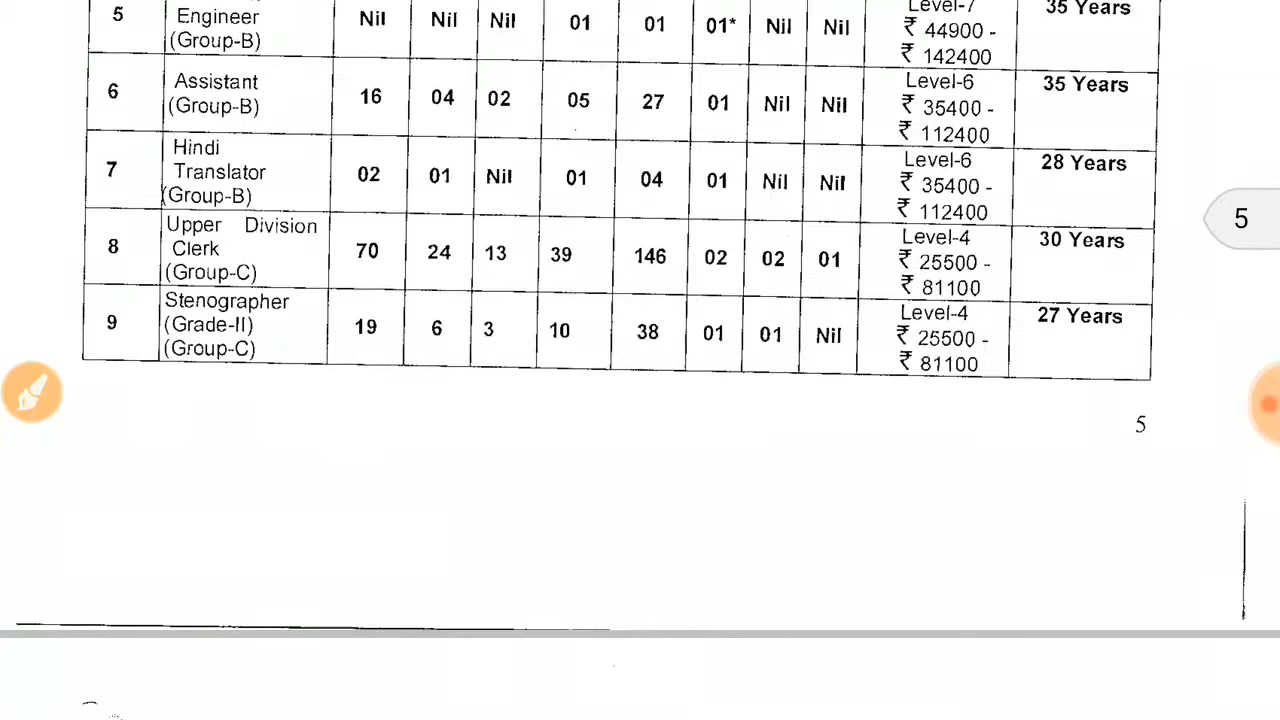 5 Engineer (Group-B) Nil Nil Nil 01 01 01* Nil Nil Level-7 ₹ 44900 - ₹ 142400 35 Years
6 Assistant (Group-B) 16 04 02 05 27 01 Nil Nil Level-6 ₹ 35400 - ₹ 112400 35 Years
7 Hindi Translator (Group-B) 02 01 Nil 01 04 01 Nil Nil Level-6 ₹ 35400 - ₹ 112400 28 Years
8 Upper Division Clerk (Group-C) 70 24 13 39 146 02 02 01 Level-4 ₹ 25500 - ₹ 81100 30 Years
9 Stenographer (Grade-II) (Group-C) 19 6 3 10 38 01 01 Nil Level-4 ₹ 25500 - ₹ 81100 27 Years
5
5